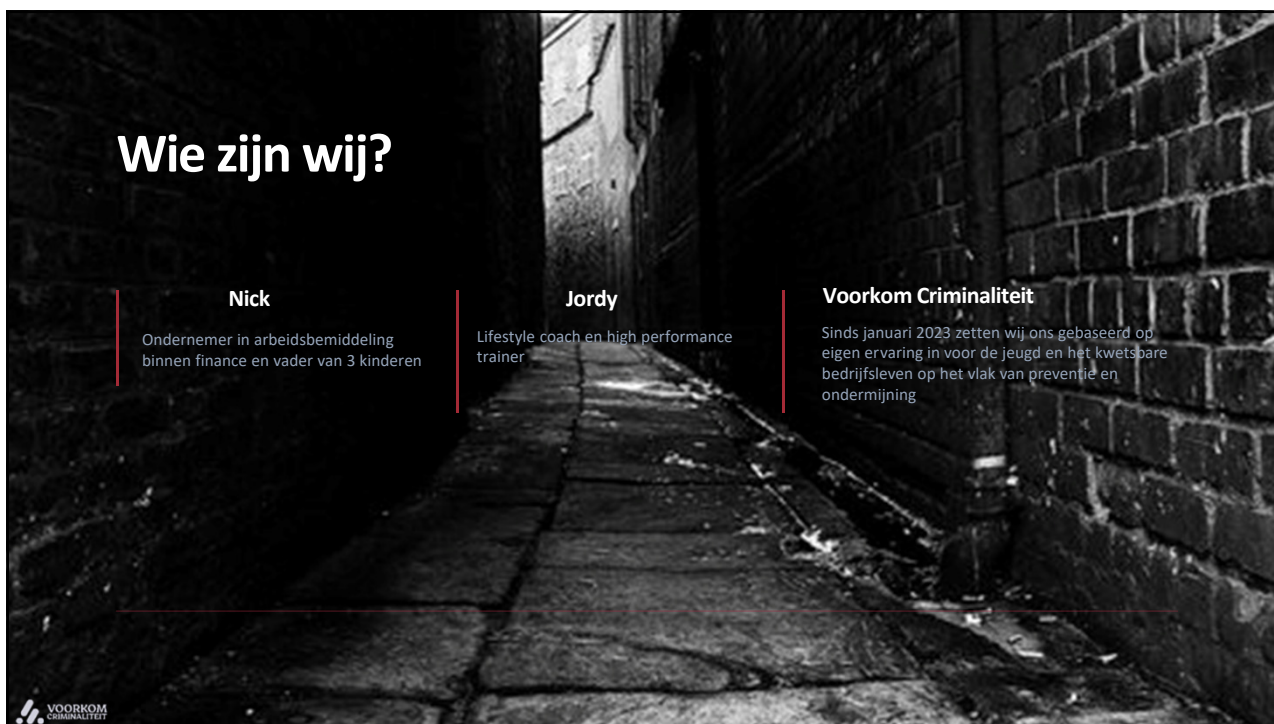 Wie zijn wij?
Nick
Ondernemer in arbeidsbemiddeling
binnen finance en vader van 3 kinderen
Jordy
Lifestyle coach en high performance
trainer
Voorkom Criminaliteit
Sinds januari 2023 zetten wij ons gebaseerd op
eigen ervaring in voor de jeugd en het kwetsbare
bedrijfsleven op het vlak van preventie en
ondermijning
VOORKOM
CRIMINALITEIT